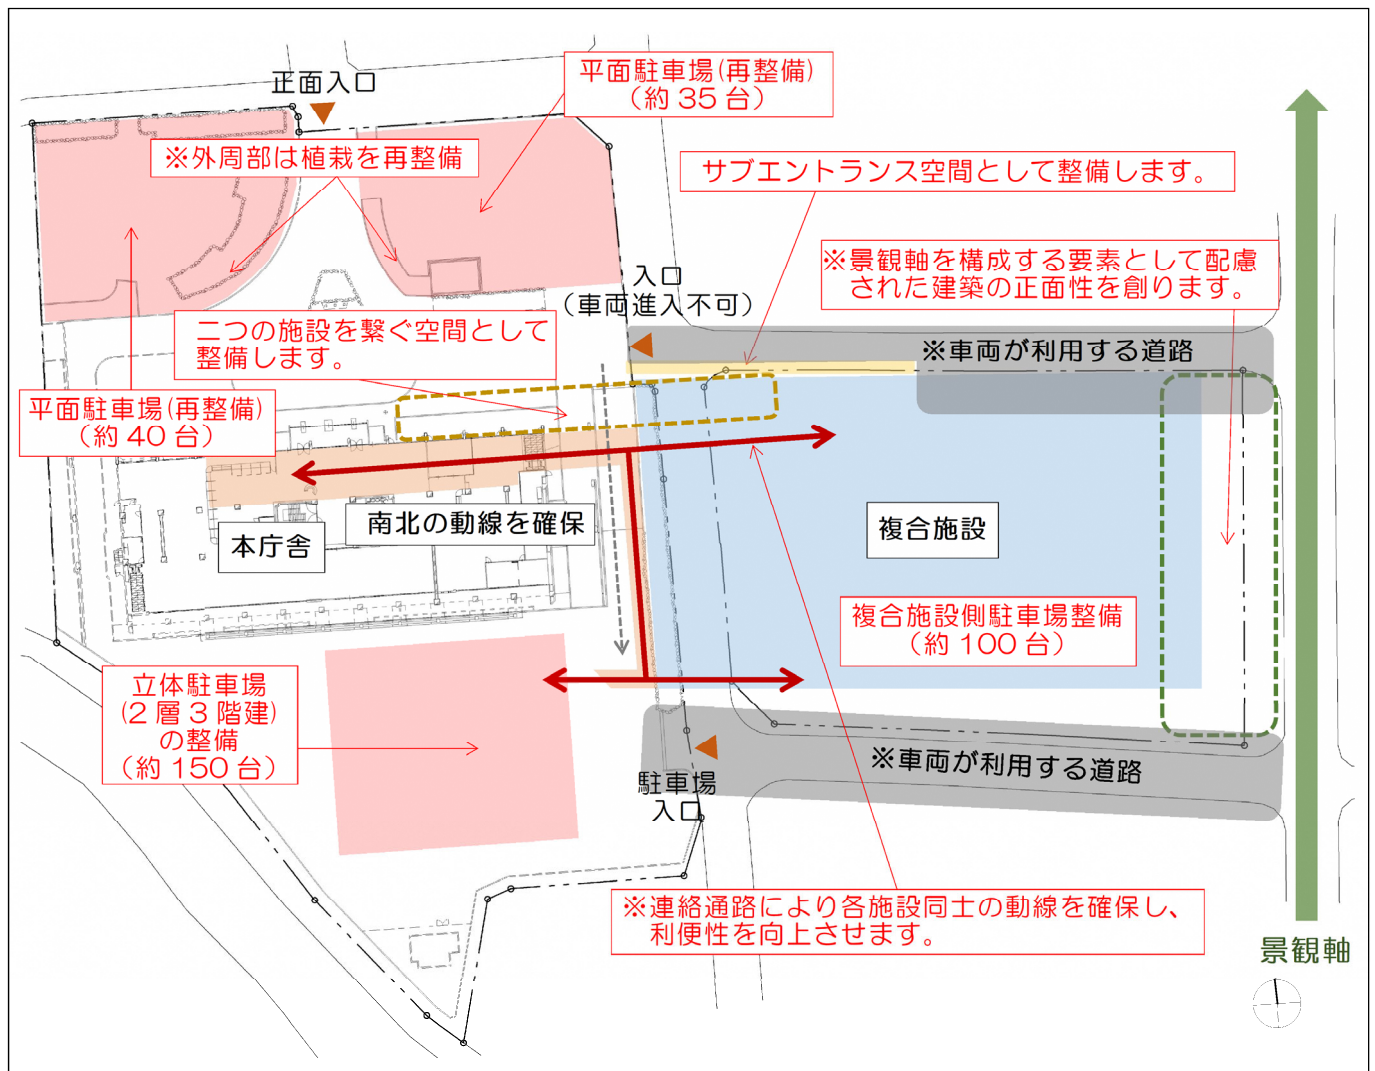 正面入口
平面駐車場(再整備)
(約 35 台)
※外周部は植栽を再整備
サブエントランス空間として整備します。
※景観軸を構成する要素として配慮
された建築の正面性を創ります。
入口
(車両進入不可)
二つの施設を繋ぐ空間として
整備します。
※車両が利用する道路
平面駐車場(再整備)
(約 40 台)
南北の動線を確保
本庁舎
複合施設
複合施設側駐車場整備
(約 100 台)
立体駐車場
(2 層 3 階建)
の整備
(約 150 台)
※車両が利用する道路
駐車場
入口
※連絡通路により各施設同士の動線を確保し、
利便性を向上させます。
景観軸